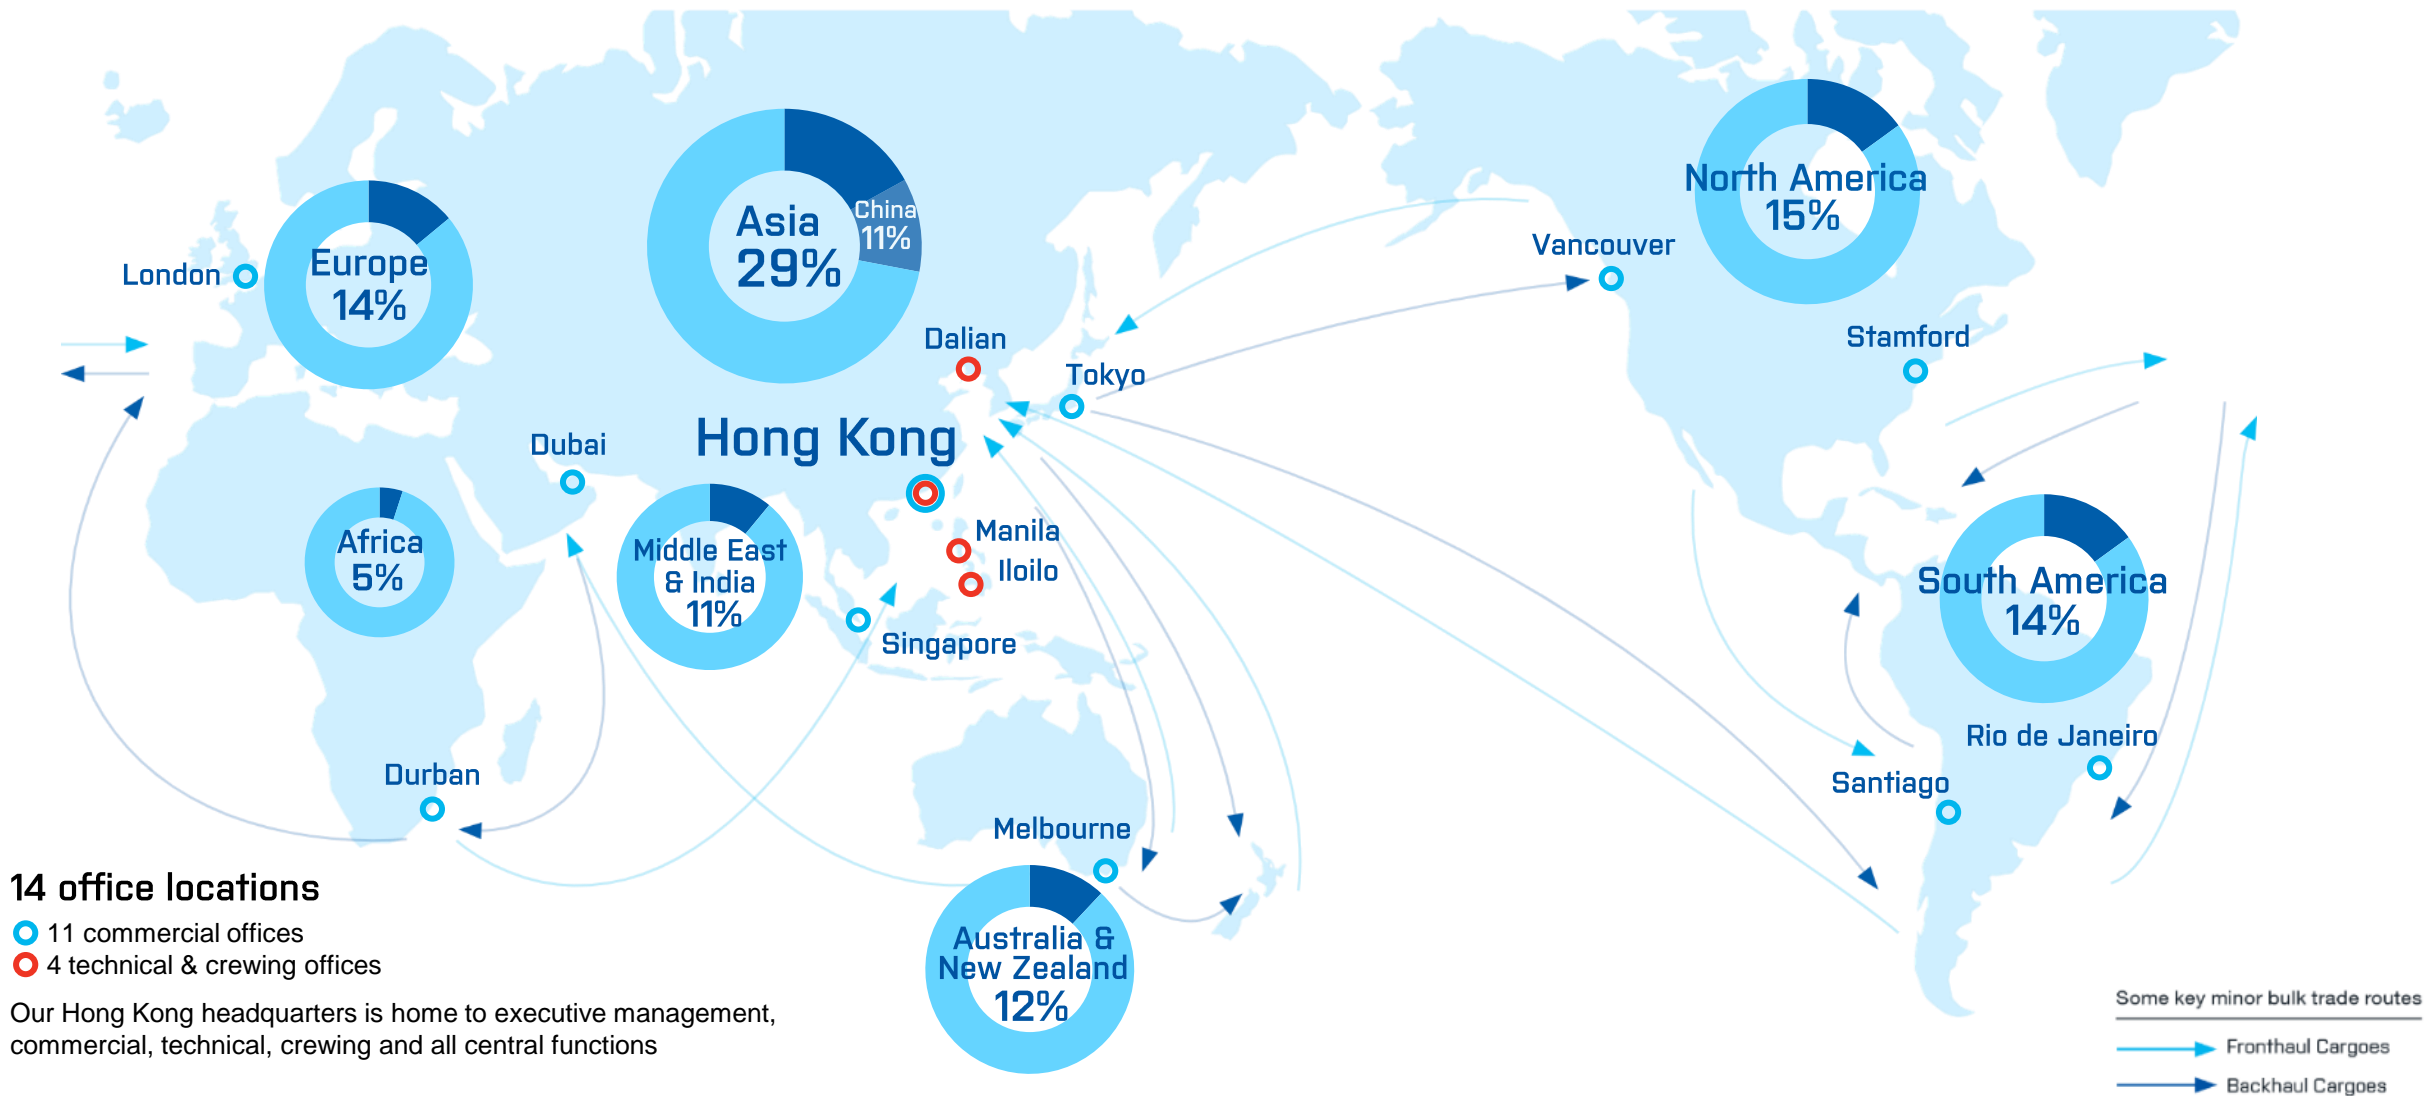 North America
15%
Asia
29%
China
11%
Europe
14%
London
Vancouver
Stamford
Dalian
Tokyo
Hong Kong
Dubai
Africa
5%
Middle East
& India
11%
Manila
Iloilo
Singapore
South America
14%
Rio de Janeiro
Santiago
Durban
Melbourne
Australia &
New Zealand
12%
14 office locations
11 commercial offices
4 technical & crewing offices
Our Hong Kong headquarters is home to executive management,
commercial, technical, crewing and all central functions
Some key minor bulk trade routes
Fronthaul Cargoes
Backhaul Cargoes